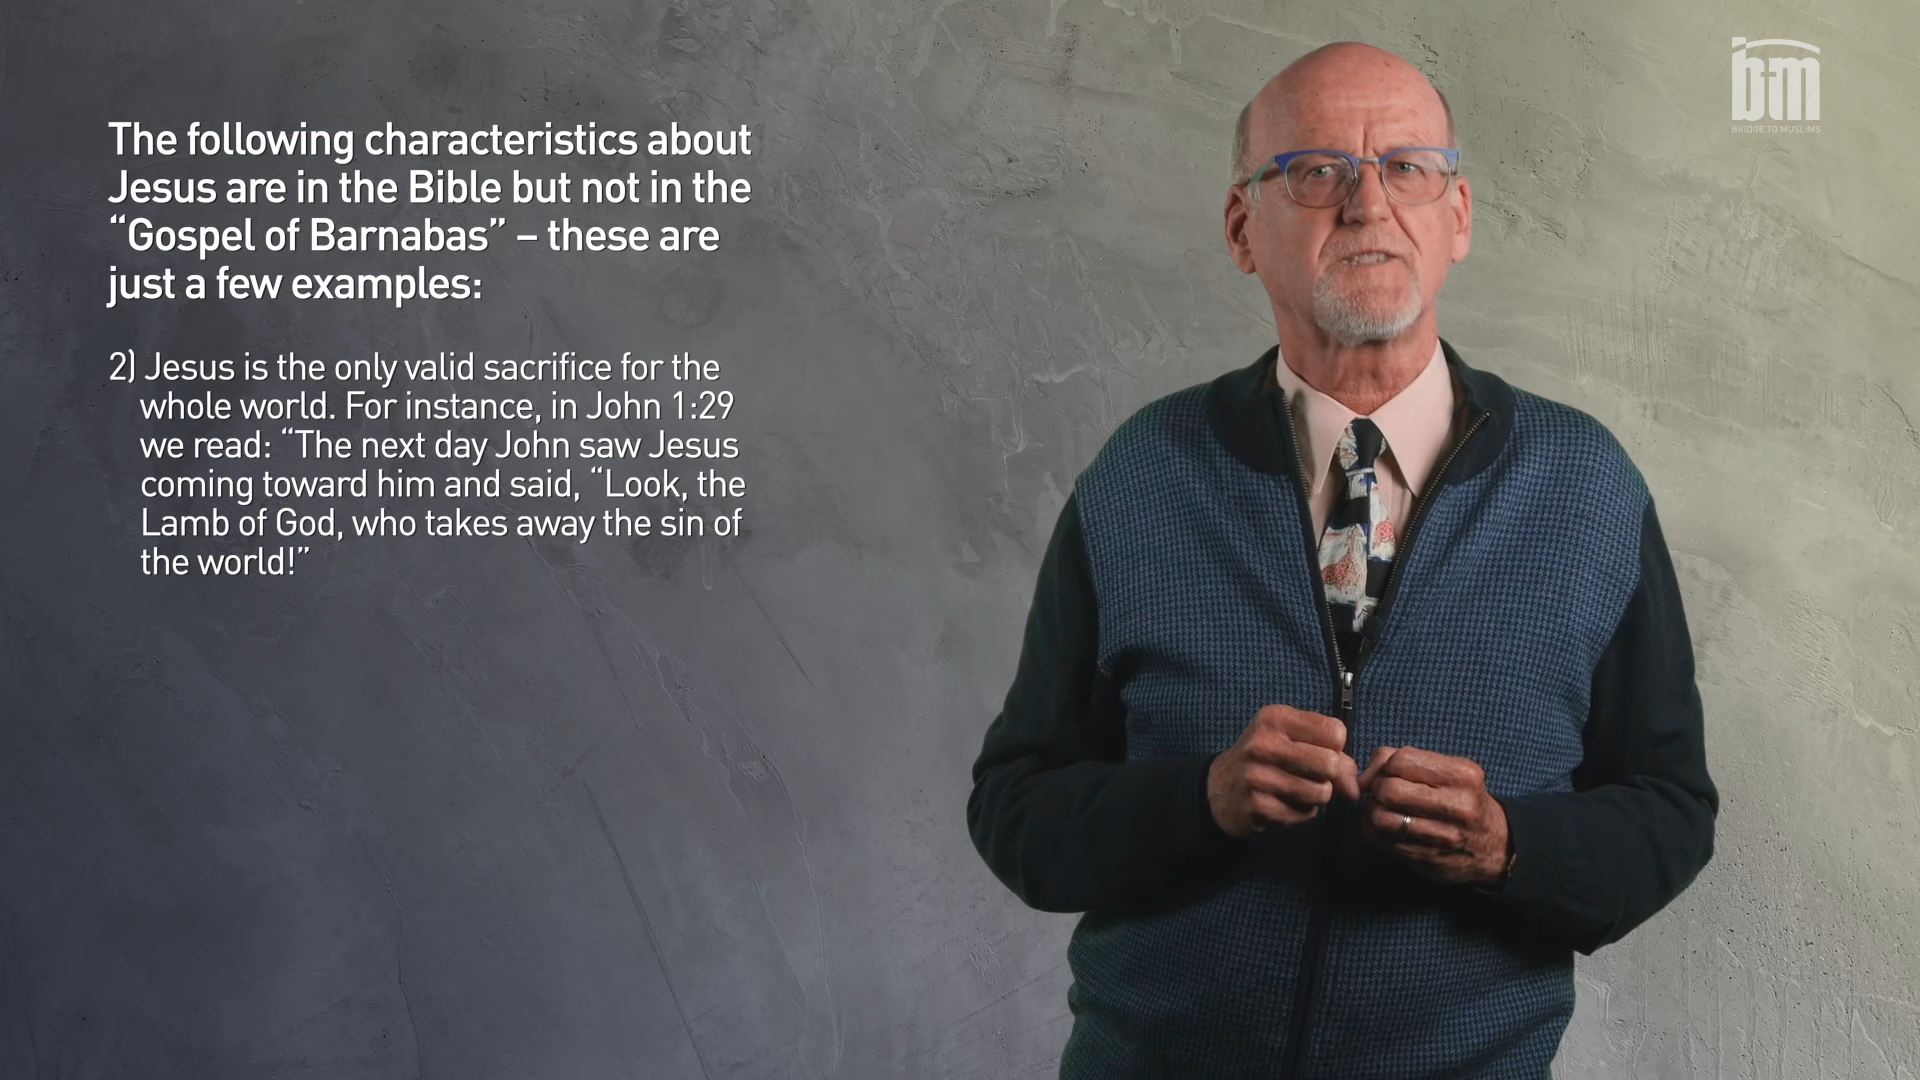 The following characteristics about
Jesus are in the Bible but not in the
“Gospel of Barnabas” – these are
just a few examples:
2) Jesus is the only valid sacrifice for the
whole world. For instance, in John 1:29
we read: “The next day John saw Jesus
coming toward him and said, “Look, the
Lamb of God, who takes away the sin of
the world!”
bm
BRIDGE TO MUSLIMS